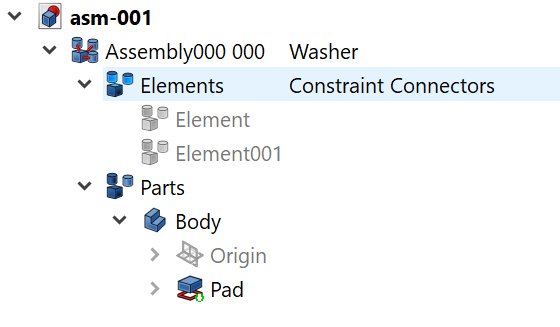 asm-001
Assembly000 000 Washer
Elements Constraint Connectors
Element
Element001
Parts
Body
Origin
Pad